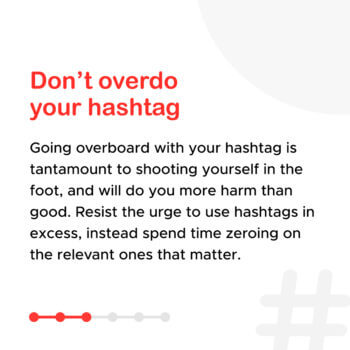 Don’t overdo
your hashtag
Going overboard with your hashtag is
tantamount to shooting yourself in the
foot, and will do you more harm than
good. Resist the urge to use hashtags in
excess, instead spend time zeroing on
the relevant ones that matter.
#